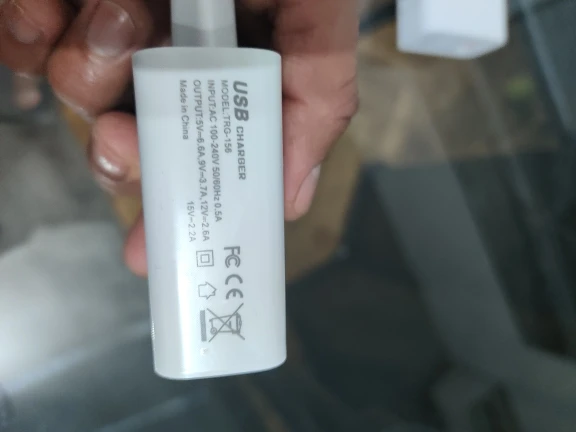 USB CHARGER
MODEL:TRG-156
INPUT:AC 100-240V 50/60Hz 0.5A
OUTPUT:5V⎓6.6A,9V⎓3.7A,12V⎓2.6A
15V⎓2.2A
Made in China
FC CE